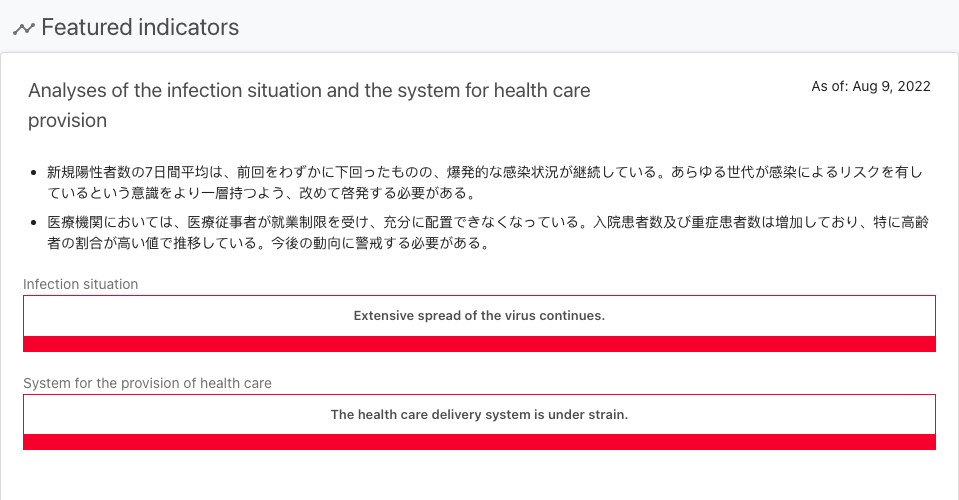 Featured indicators
Analyses of the infection situation and the system for health care
provision
As of: Aug 9, 2022
• 新規陽性者数の7日間平均は、前回をわずかに下回ったものの、爆発的な感染状況が継続している。あらゆる世代が感染によるリスクを有し
ているという意識をより一層持つよう、改めて啓発する必要がある。
• 医療機関においては、医療従事者が就業制限を受け、充分に配置できなくなっている。入院患者数及び重症患者数は増加しており、特に高齢
者の割合が高い値で推移している。今後の動向に警戒する必要がある。
Infection situation
Extensive spread of the virus continues.
System for the provision of health care
The health care delivery system is under strain.